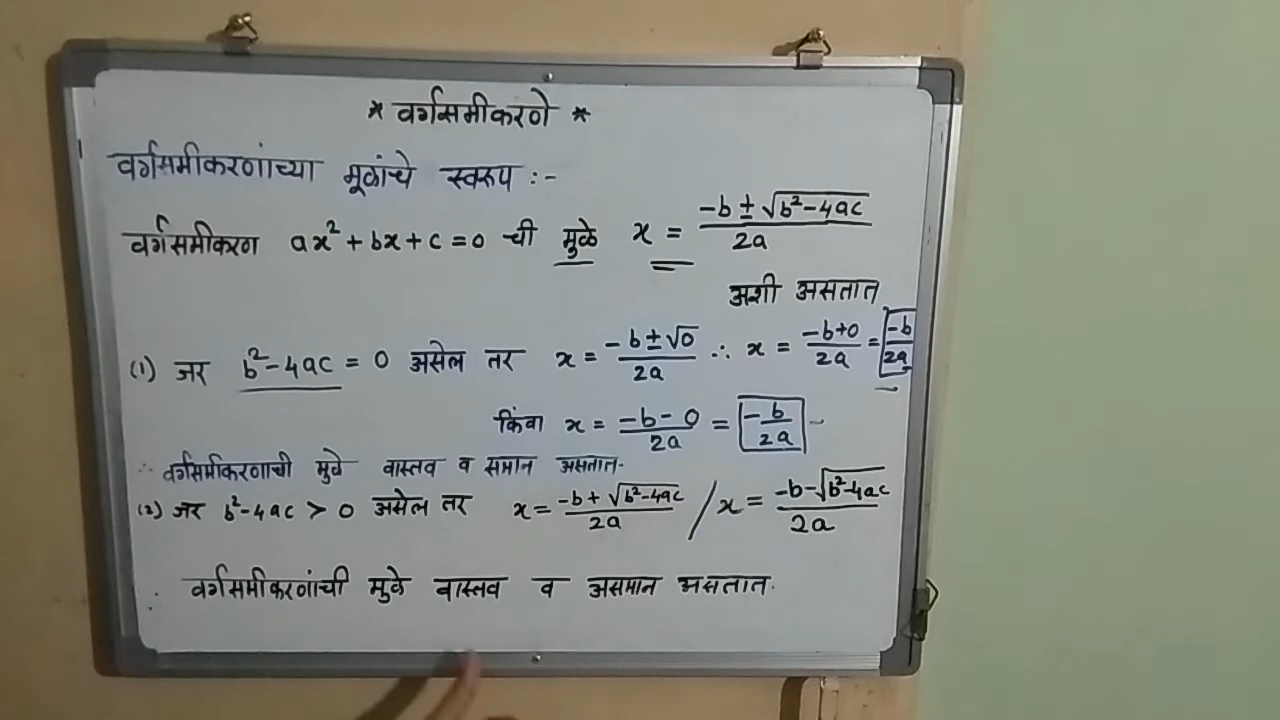 * वर्गसमीकरणे *
वर्गसमीकरणांच्या मूळांचे स्वरूप :-
वर्गसमीकरण ax² + bx + c = 0 ची मुळे x = (-b ± √(b² - 4ac)) / 2a
अशी असतात
(1) जर b² - 4ac = 0 असेल तर x = (-b ± √0) / 2a ∴ x = (-b+0) / 2a = -b / 2a
किंवा x = (-b - 0) / 2a = -b / 2a
∴ वर्गसमीकरणाची मुळे वास्तव व समान असतात.
(2) जर b² - 4ac > 0 असेल तर x = (-b + √(b² - 4ac)) / 2a / x = (-b - √(b² - 4ac)) / 2a
∴ वर्गसमीकरणांची मुळे वास्तव व असमान असतात.